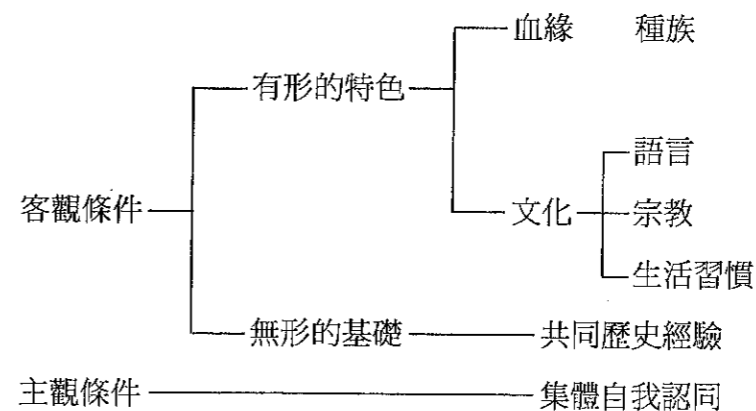 血緣 種族
有形的特色
語言
客觀條件 文化 宗教
生活習慣
無形的基礎 共同歷史經驗
主觀條件 集體自我認同